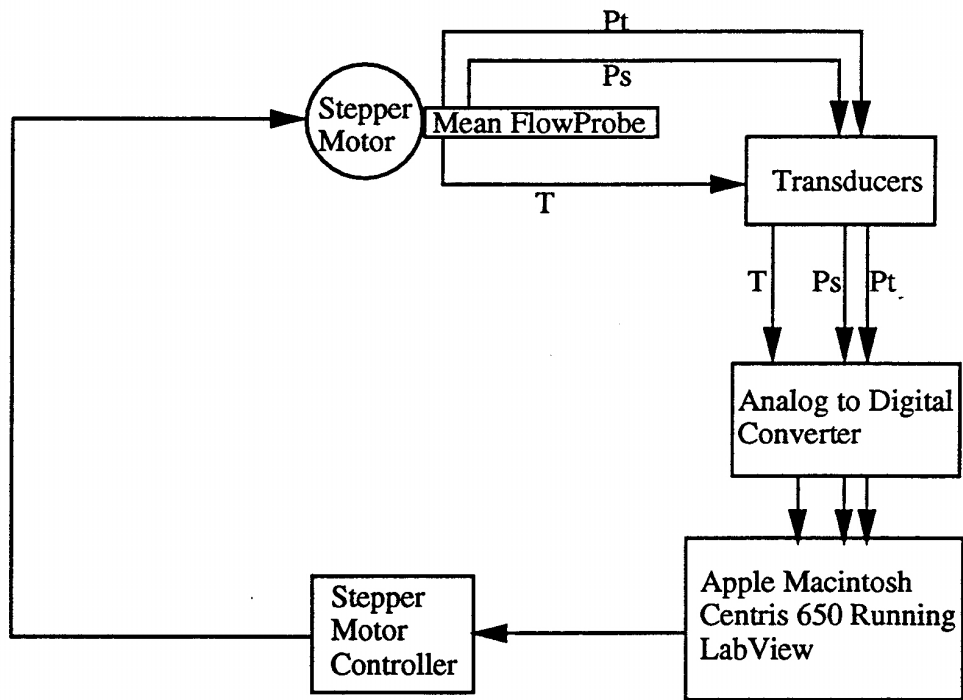 Pt
Ps
Stepper
Motor
Mean FlowProbe
T
Transducers
T
Ps
Pt
Analog to Digital
Converter
Apple Macintosh
Centris 650 Running
LabView
Stepper
Motor
Controller